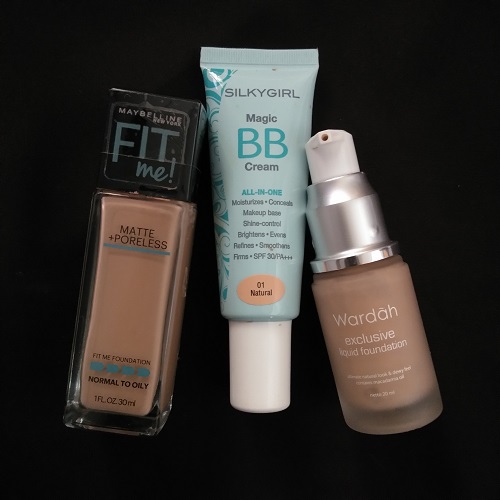 MAYBELLINE
NEW YORK
FIT
me!
MATTE
+PORELESS
FIT ME FOUNDATION
NORMAL TO OILY
1FL.OZ.30ml
SILKYGIRL
Magic
BB
Cream
ALL-IN-ONE
Moisturizes • Conceals
Makeup base
Shine-control
Brightens • Evens
Refines • Smoothens
Firms • SPF 30/PA+++
01
Natural
Wardah
exclusive
liquid foundation